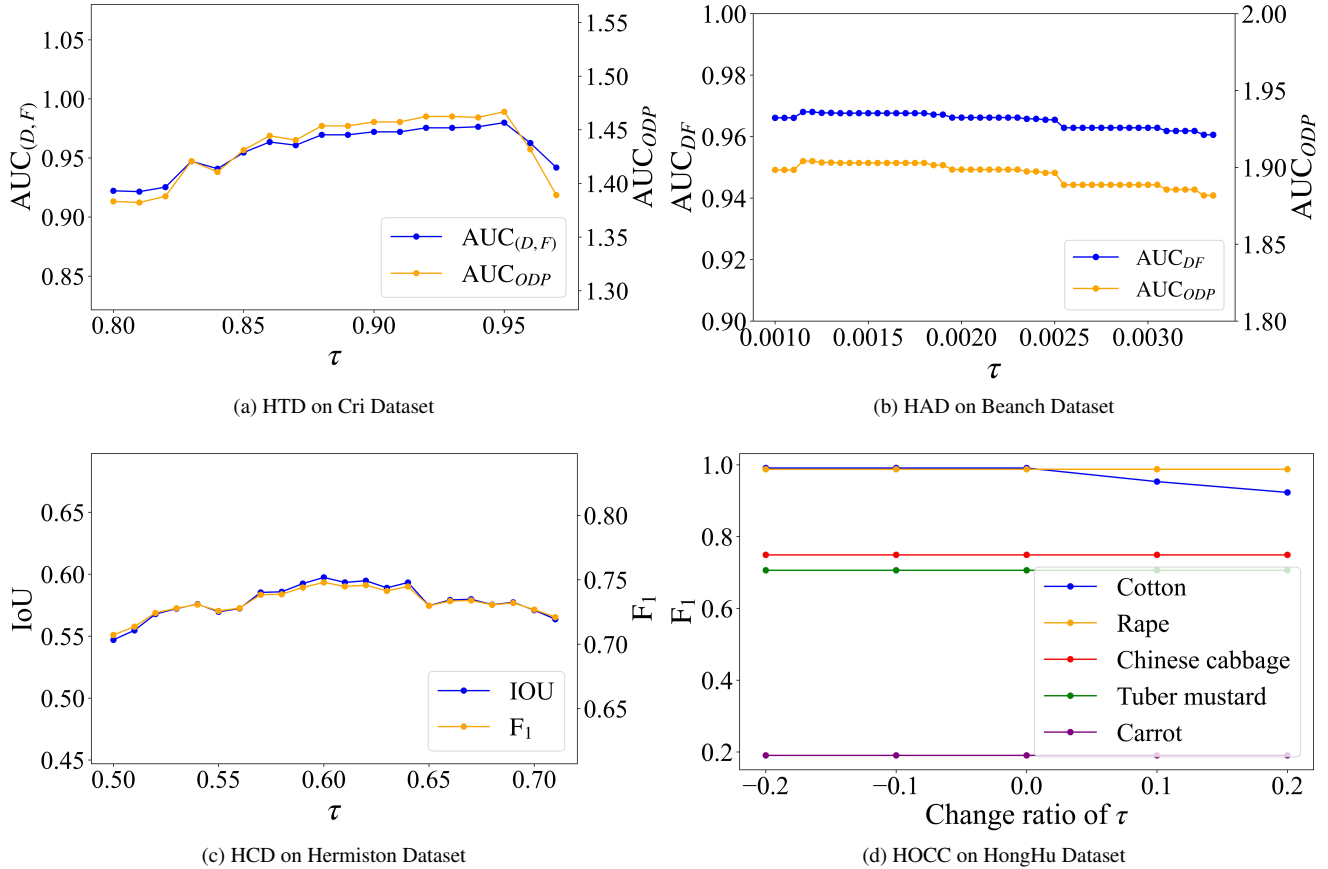 1.05
1.00
0.95
0.90
0.85
AUC(D, F)
1.55
1.50
1.45
1.40
1.35
1.30
AUC_ODP
AUC(D, F)
AUC_ODP
0.80 0.85 0.90 0.95
τ
(a) HTD on Cri Dataset
1.00
0.98
0.96
0.94
0.92
0.90
AUC_DF
2.00
1.95
1.90
1.85
1.80
AUC_ODP
AUC_DF
AUC_ODP
0.0010 0.0015 0.0020 0.0025 0.0030
τ
(b) HAD on Beanch Dataset
0.65
0.60
0.55
0.50
0.45
IoU
0.80
0.75
0.70
0.65
F₁
IOU
F₁
0.50 0.55 0.60 0.65 0.70
τ
(c) HCD on Hermiston Dataset
1.0
0.8
0.6
0.4
0.2
F₁
Cotton
Rape
Chinese cabbage
Tuber mustard
Carrot
−0.2 −0.1 0.0 0.1 0.2
Change ratio of τ
(d) HOCC on HongHu Dataset